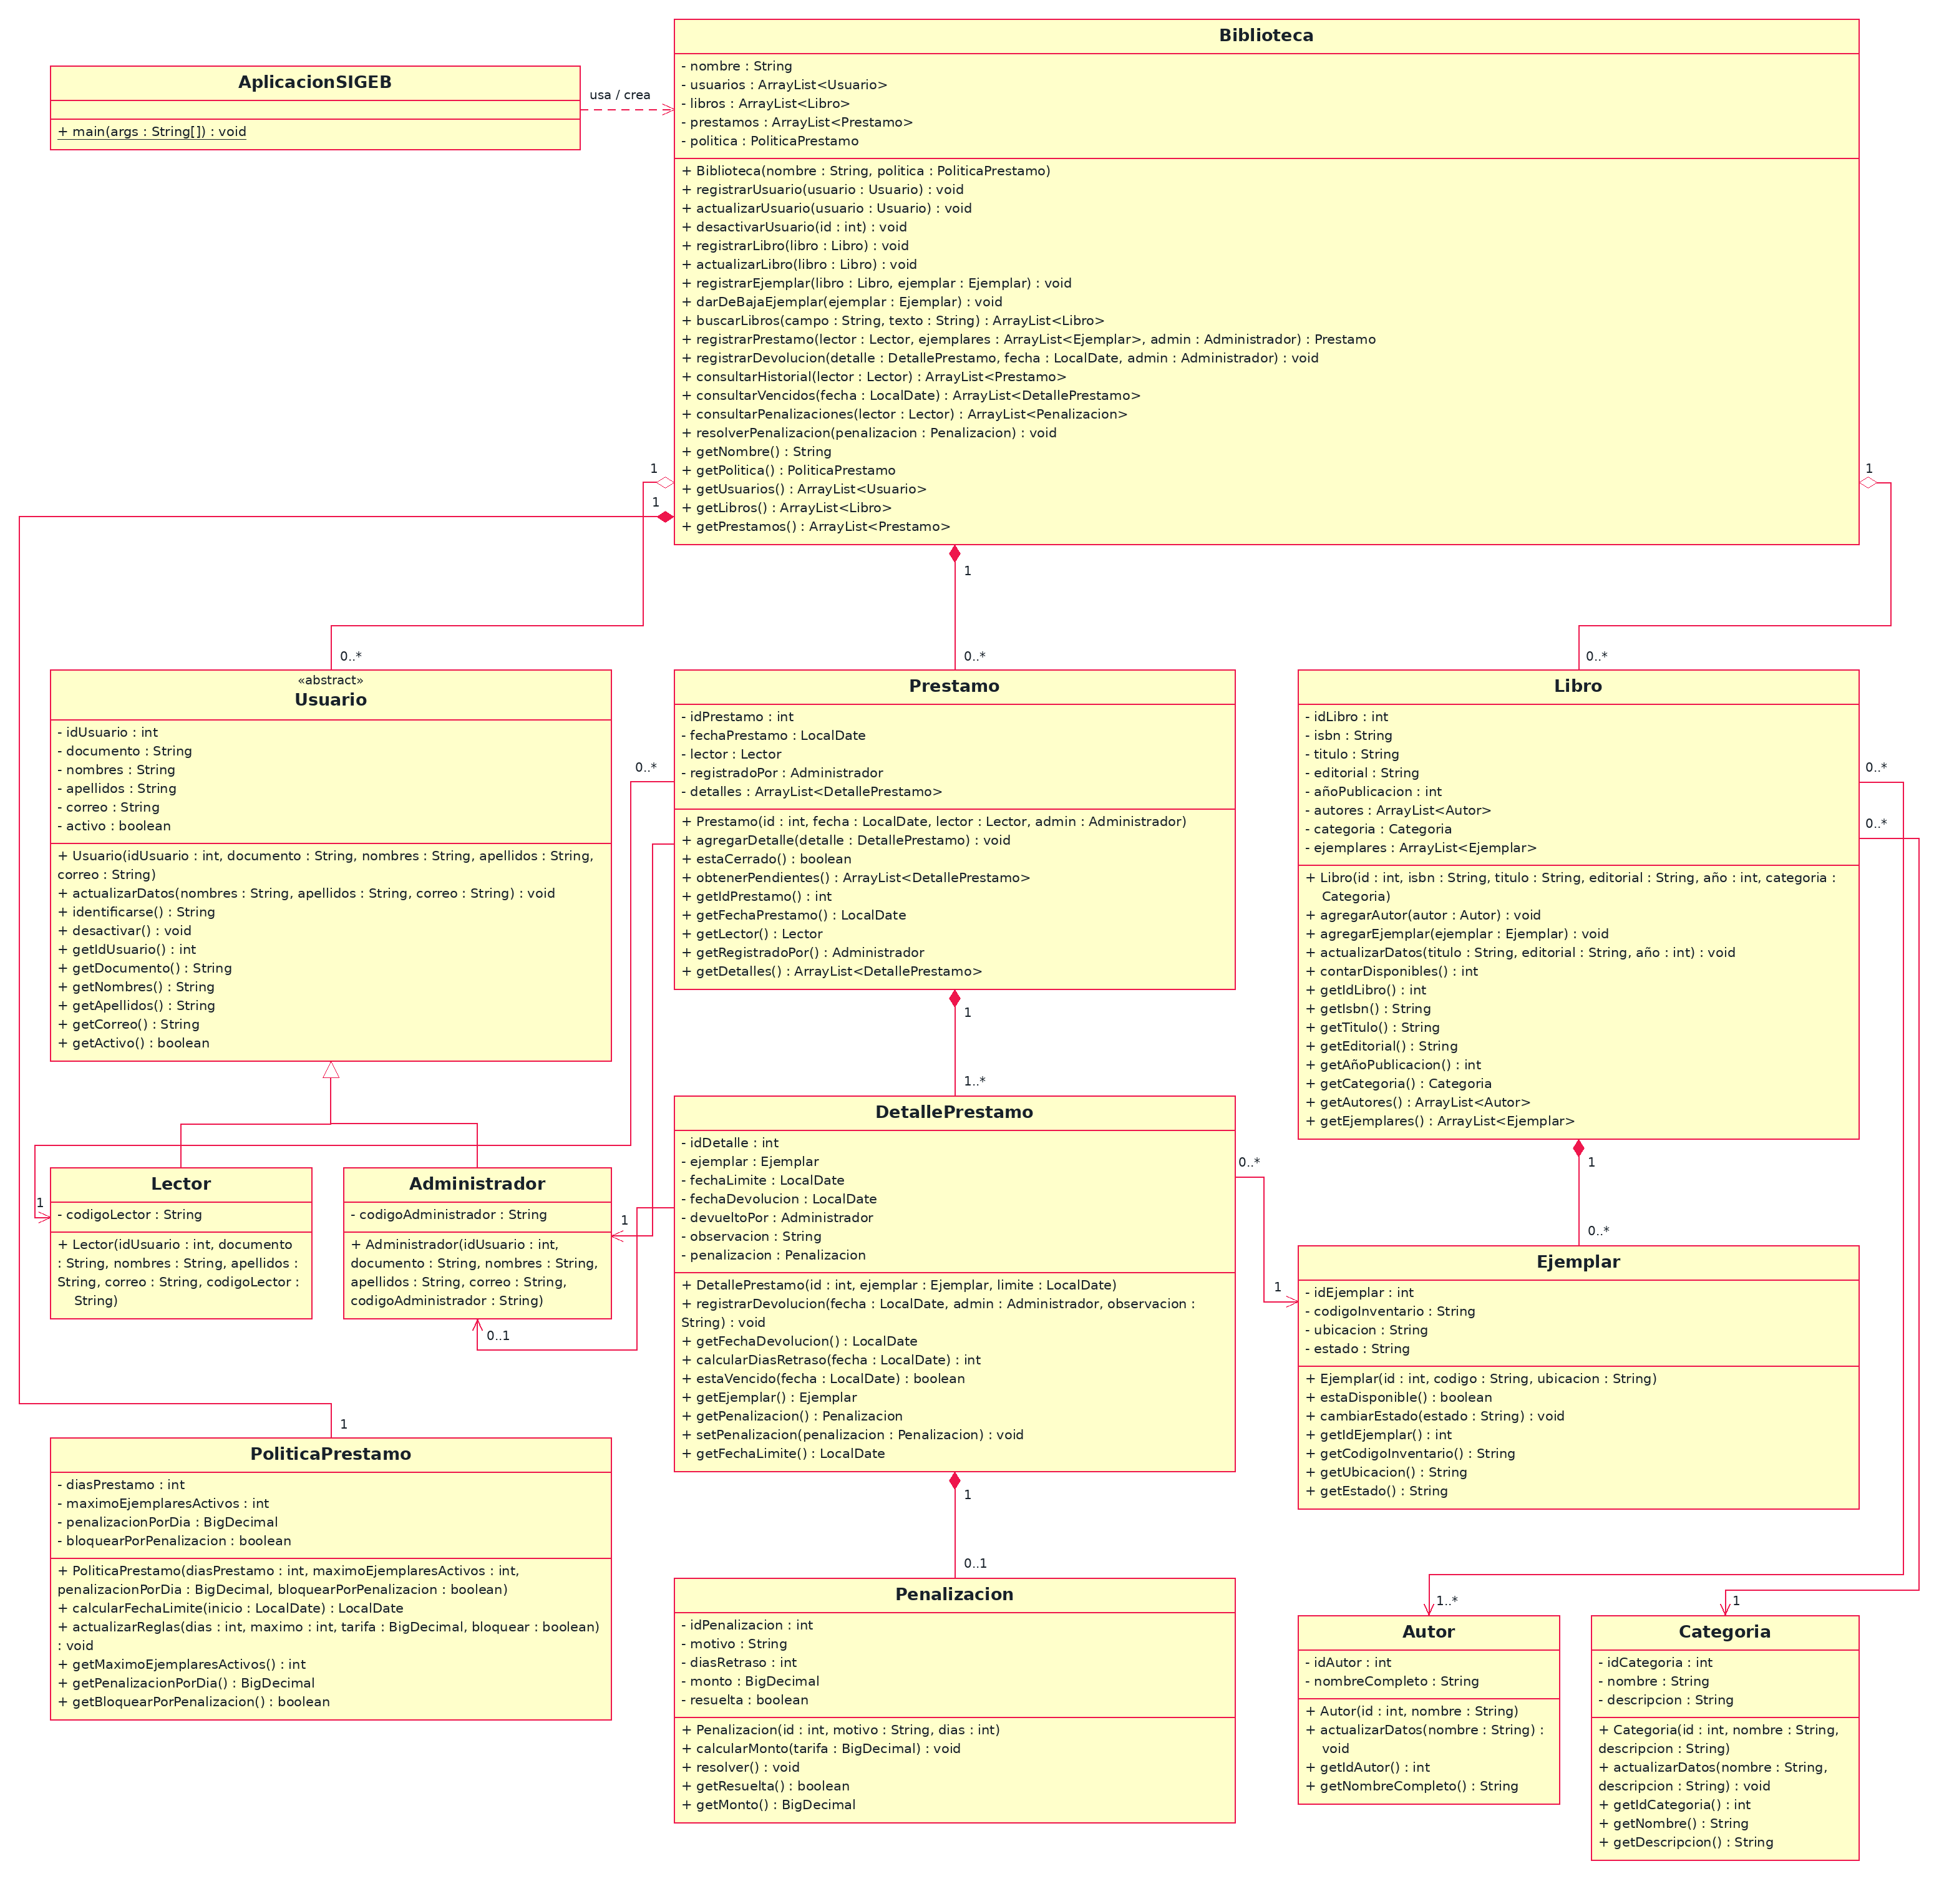 Biblioteca
- nombre : String
- usuarios : ArrayList<Usuario>
- libros : ArrayList<Libro>
- prestamos : ArrayList<Prestamo>
- politica : PoliticaPrestamo
+ Biblioteca(nombre : String, politica : PoliticaPrestamo)
+ registrarUsuario(usuario : Usuario) : void
+ actualizarUsuario(usuario : Usuario) : void
+ desactivarUsuario(id : int) : void
+ registrarLibro(libro : Libro) : void
+ actualizarLibro(libro : Libro) : void
+ registrarEjemplar(libro : Libro, ejemplar : Ejemplar) : void
+ darDeBajaEjemplar(ejemplar : Ejemplar) : void
+ buscarLibros(campo : String, texto : String) : ArrayList<Libro>
+ registrarPrestamo(lector : Lector, ejemplares : ArrayList<Ejemplar>, admin : Administrador) : Prestamo
+ registrarDevolucion(detalle : DetallePrestamo, fecha : LocalDate, admin : Administrador) : void
+ consultarHistorial(lector : Lector) : ArrayList<Prestamo>
+ consultarVencidos(fecha : LocalDate) : ArrayList<DetallePrestamo>
+ consultarPenalizaciones(lector : Lector) : ArrayList<Penalizacion>
+ resolverPenalizacion(penalizacion : Penalizacion) : void
+ getNombre() : String
+ getPolitica() : PoliticaPrestamo
+ getUsuarios() : ArrayList<Usuario>
+ getLibros() : ArrayList<Libro>
+ getPrestamos() : ArrayList<Prestamo>
AplicacionSIGEB
+ main(args : String[]) : void
usa / crea
1
1
1
1
0..*
0..*
0..*
«abstract»
Usuario
- idUsuario : int
- documento : String
- nombres : String
- apellidos : String
- correo : String
- activo : boolean
+ Usuario(idUsuario : int, documento : String, nombres : String, apellidos : String,
correo : String)
+ actualizarDatos(nombres : String, apellidos : String, correo : String) : void
+ identificarse() : String
+ desactivar() : void
+ getIdUsuario() : int
+ getDocumento() : String
+ getNombres() : String
+ getApellidos() : String
+ getCorreo() : String
+ getActivo() : boolean
0..*
Prestamo
- idPrestamo : int
- fechaPrestamo : LocalDate
- lector : Lector
- registradoPor : Administrador
- detalles : ArrayList<DetallePrestamo>
+ Prestamo(id : int, fecha : LocalDate, lector : Lector, admin : Administrador)
+ agregarDetalle(detalle : DetallePrestamo) : void
+ estaCerrado() : boolean
+ obtenerPendientes() : ArrayList<DetallePrestamo>
+ getIdPrestamo() : int
+ getFechaPrestamo() : LocalDate
+ getLector() : Lector
+ getRegistradoPor() : Administrador
+ getDetalles() : ArrayList<DetallePrestamo>
1
1..*
Libro
- idLibro : int
- isbn : String
- titulo : String
- editorial : String
- añoPublicacion : int
- autores : ArrayList<Autor>
- categoria : Categoria
- ejemplares : ArrayList<Ejemplar>
+ Libro(id : int, isbn : String, titulo : String, editorial : String, año : int, categoria :
Categoria)
+ agregarAutor(autor : Autor) : void
+ agregarEjemplar(ejemplar : Ejemplar) : void
+ actualizarDatos(titulo : String, editorial : String, año : int) : void
+ contarDisponibles() : int
+ getIdLibro() : int
+ getIsbn() : String
+ getTitulo() : String
+ getEditorial() : String
+ getAñoPublicacion() : int
+ getCategoria() : Categoria
+ getAutores() : ArrayList<Autor>
+ getEjemplares() : ArrayList<Ejemplar>
0..*
0..*
1
0..*
1
Lector
- codigoLector : String
+ Lector(idUsuario : int, documento
: String, nombres : String, apellidos :
String, correo : String, codigoLector :
String)
Administrador
- codigoAdministrador : String
+ Administrador(idUsuario : int,
documento : String, nombres : String,
apellidos : String, correo : String,
codigoAdministrador : String)
1
0..1
DetallePrestamo
- idDetalle : int
- ejemplar : Ejemplar
- fechaLimite : LocalDate
- fechaDevolucion : LocalDate
- devueltoPor : Administrador
- observacion : String
- penalizacion : Penalizacion
+ DetallePrestamo(id : int, ejemplar : Ejemplar, limite : LocalDate)
+ registrarDevolucion(fecha : LocalDate, admin : Administrador, observacion :
String) : void
+ getFechaDevolucion() : LocalDate
+ calcularDiasRetraso(fecha : LocalDate) : int
+ estaVencido(fecha : LocalDate) : boolean
+ getEjemplar() : Ejemplar
+ getPenalizacion() : Penalizacion
+ setPenalizacion(penalizacion : Penalizacion) : void
+ getFechaLimite() : LocalDate
0..*
1
Ejemplar
- idEjemplar : int
- codigoInventario : String
- ubicacion : String
- estado : String
+ Ejemplar(id : int, codigo : String, ubicacion : String)
+ estaDisponible() : boolean
+ cambiarEstado(estado : String) : void
+ getIdEjemplar() : int
+ getCodigoInventario() : String
+ getUbicacion() : String
+ getEstado() : String
1
PoliticaPrestamo
- diasPrestamo : int
- maximoEjemplaresActivos : int
- penalizacionPorDia : BigDecimal
- bloquearPorPenalizacion : boolean
+ PoliticaPrestamo(diasPrestamo : int, maximoEjemplaresActivos : int,
penalizacionPorDia : BigDecimal, bloquearPorPenalizacion : boolean)
+ calcularFechaLimite(inicio : LocalDate) : LocalDate
+ actualizarReglas(dias : int, maximo : int, tarifa : BigDecimal, bloquear : boolean)
: void
+ getMaximoEjemplaresActivos() : int
+ getPenalizacionPorDia() : BigDecimal
+ getBloquearPorPenalizacion() : boolean
1
0..1
Penalizacion
- idPenalizacion : int
- motivo : String
- diasRetraso : int
- monto : BigDecimal
- resuelta : boolean
+ Penalizacion(id : int, motivo : String, dias : int)
+ calcularMonto(tarifa : BigDecimal) : void
+ resolver() : void
+ getResuelta() : boolean
+ getMonto() : BigDecimal
1..*
Autor
- idAutor : int
- nombreCompleto : String
+ Autor(id : int, nombre : String)
+ actualizarDatos(nombre : String) :
void
+ getIdAutor() : int
+ getNombreCompleto() : String
1
Categoria
- idCategoria : int
- nombre : String
- descripcion : String
+ Categoria(id : int, nombre : String,
descripcion : String)
+ actualizarDatos(nombre : String,
descripcion : String) : void
+ getIdCategoria() : int
+ getNombre() : String
+ getDescripcion() : String